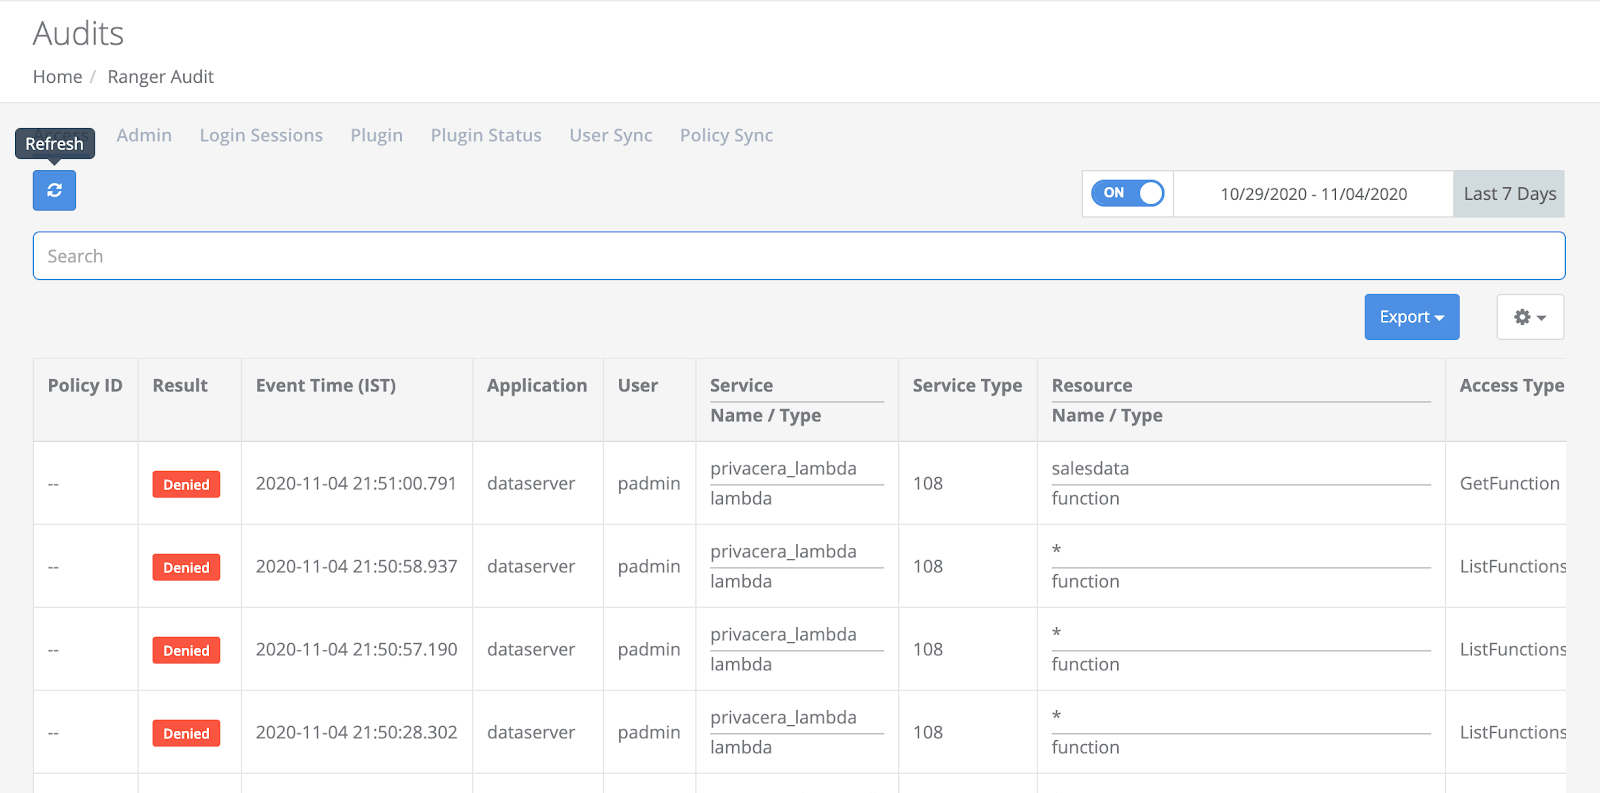 Audits
Home / Ranger Audit
Refresh
Admin Login Sessions Plugin Plugin Status User Sync Policy Sync
ON 10/29/2020 - 11/04/2020 Last 7 Days
Search
Export
Policy ID Result Event Time (IST) Application User Service Service Type Resource Access Type
Name / Type Name / Type
-- Denied 2020-11-04 21:51:00.791 dataserver padmin privacera_lambda 108 salesdata GetFunction
lambda function
-- Denied 2020-11-04 21:50:58.937 dataserver padmin privacera_lambda 108 * ListFunctions
lambda function
-- Denied 2020-11-04 21:50:57.190 dataserver padmin privacera_lambda 108 * ListFunctions
lambda function
-- Denied 2020-11-04 21:50:28.302 dataserver padmin privacera_lambda 108 * ListFunctions
lambda function